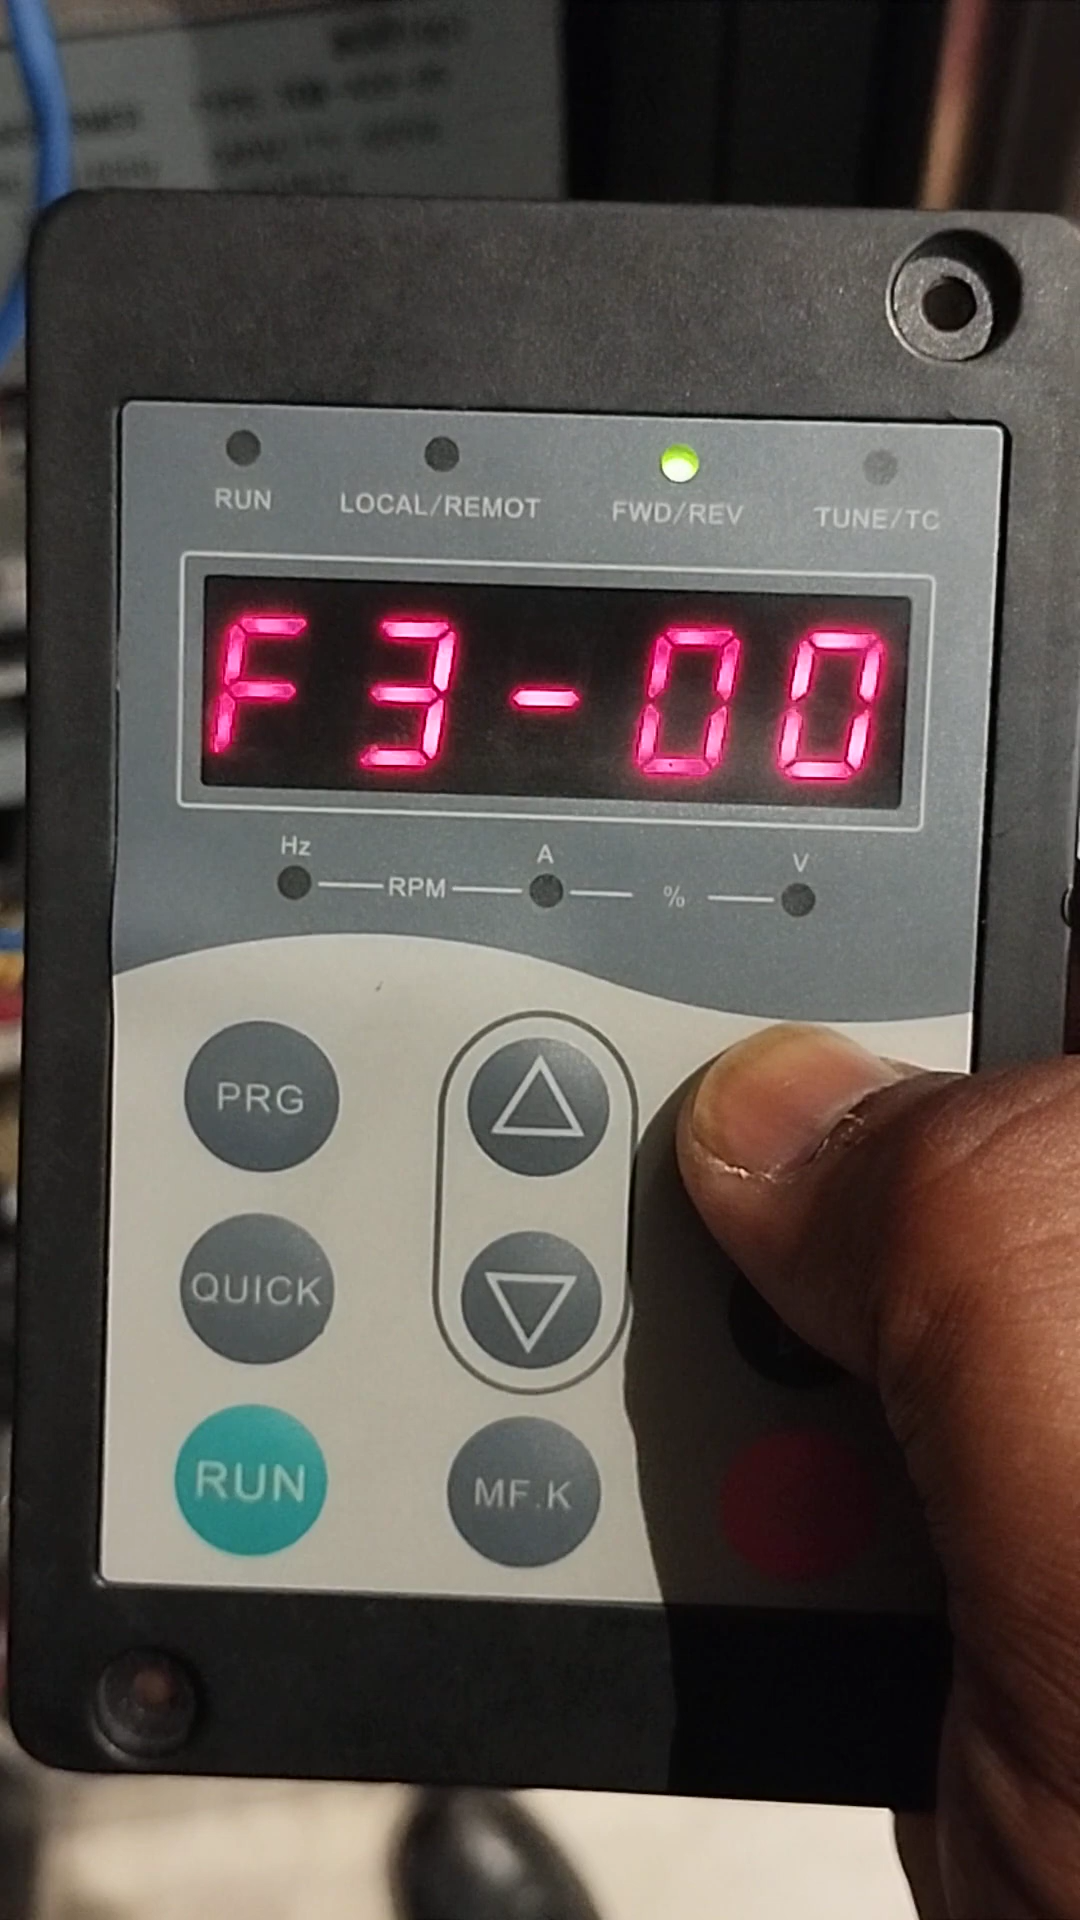 RUN LOCAL/REMOT FWD/REV TUNE/TC
F3-00
Hz RPM A % V
PRG
QUICK
RUN MF.K